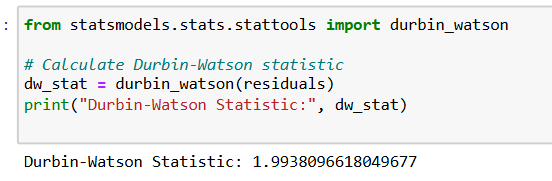 : from statsmodels.stats.stattools import durbin_watson
# Calculate Durbin-Watson statistic
dw_stat = durbin_watson(residuals)
print("Durbin-Watson Statistic:", dw_stat)
Durbin-Watson Statistic: 1.9938096618049677